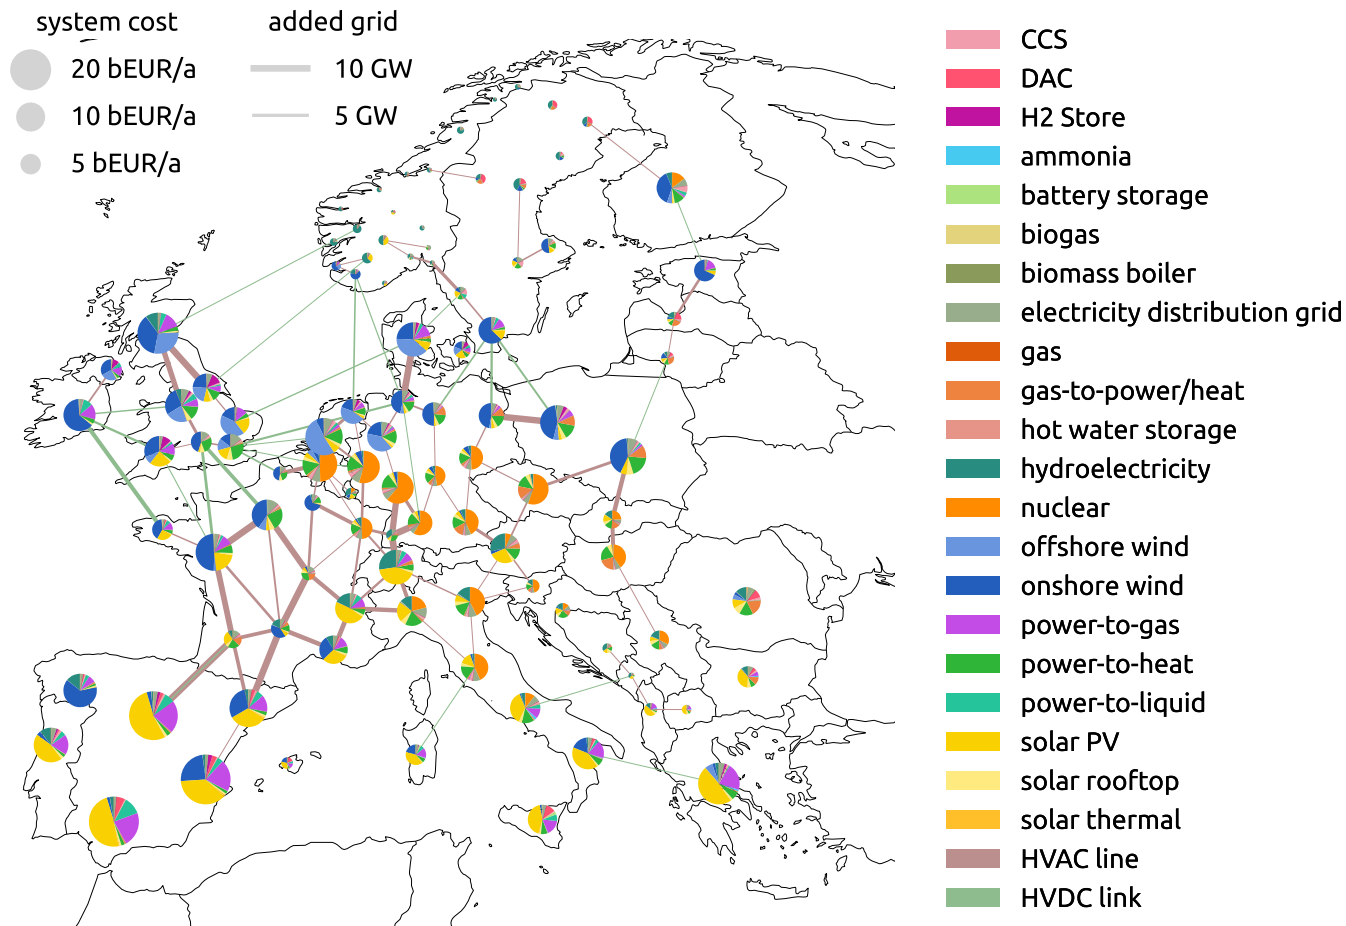 system cost
added grid
20 bEUR/a
10 GW
10 bEUR/a
5 GW
5 bEUR/a
CCS
DAC
H2 Store
ammonia
battery storage
biogas
biomass boiler
electricity distribution grid
gas
gas-to-power/heat
hot water storage
hydroelectricity
nuclear
offshore wind
onshore wind
power-to-gas
power-to-heat
power-to-liquid
solar PV
solar rooftop
solar thermal
HVAC line
HVDC link